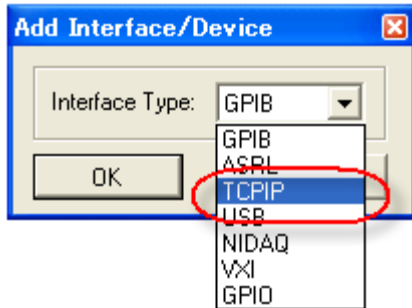 Add Interface/Device
Interface Type: GPIB
GPIB
ASRL
OK
TCPIP
USB
NIDAQ
VXI
GPIO